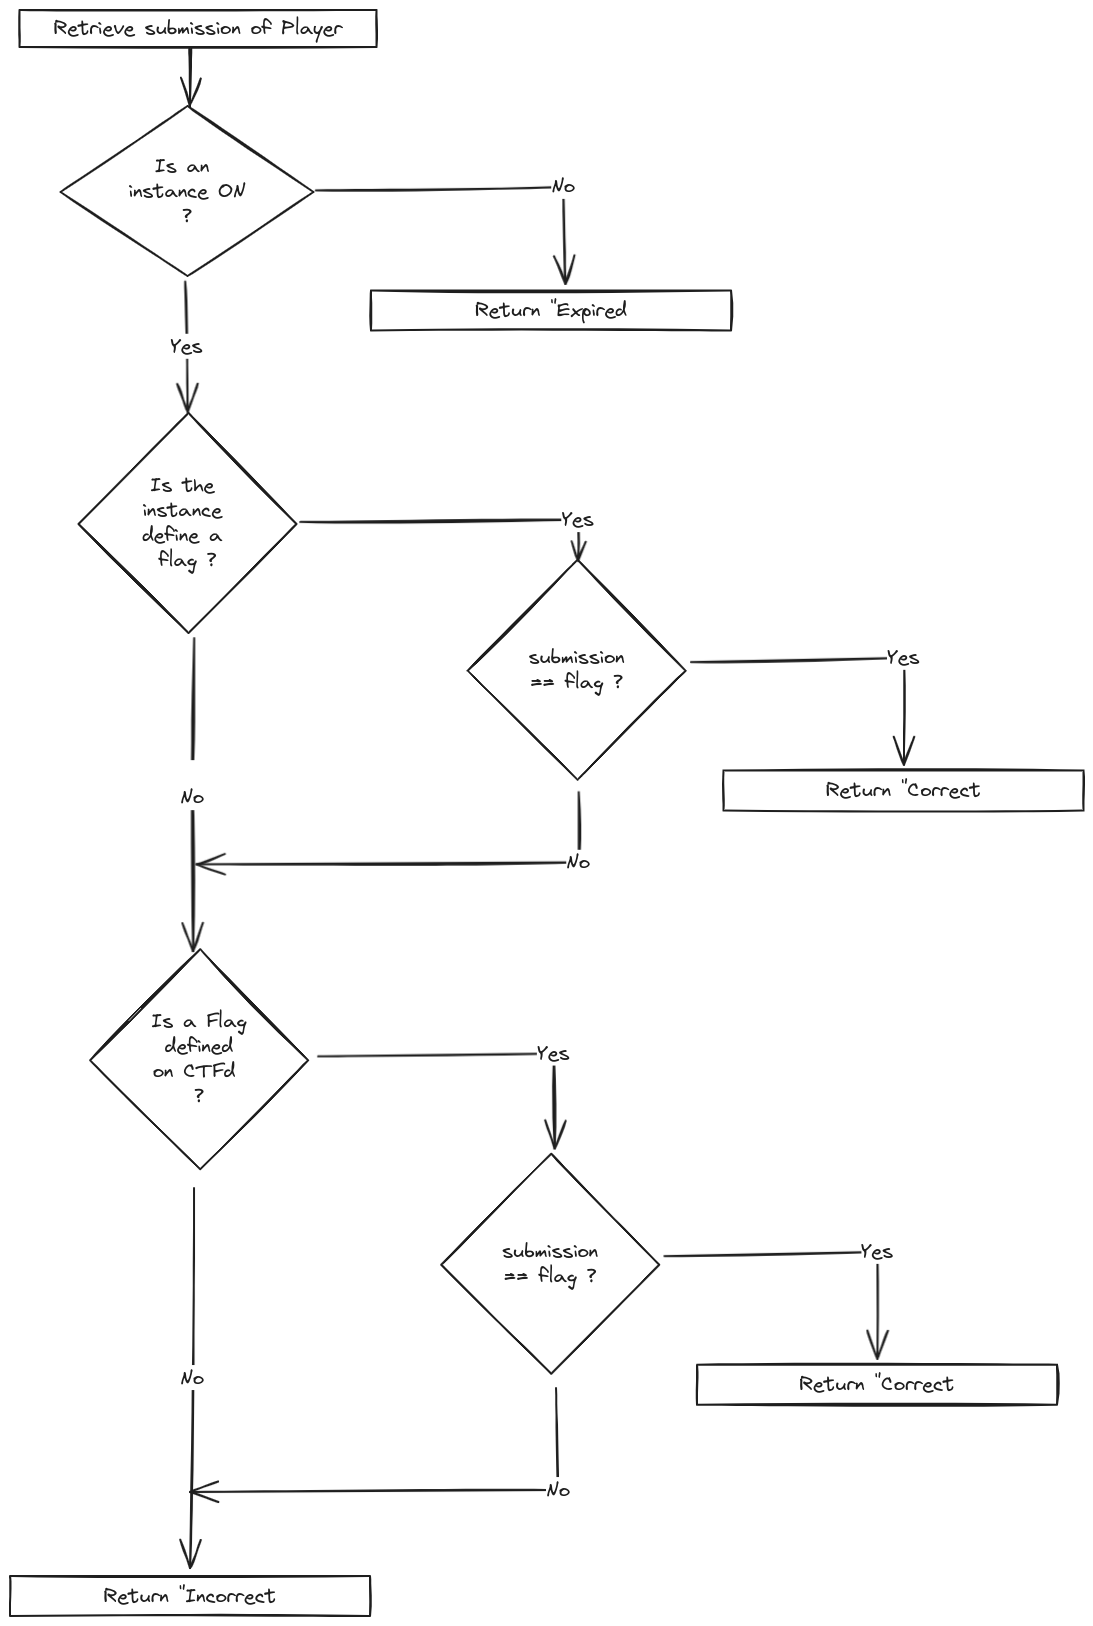 Retrieve submission of Player
Is an
instance ON
?
No
Return "Expired
Yes
Is the
instance
define a
flag ?
Yes
submission
== flag ?
Yes
Return "Correct
No
No
Is a Flag
defined
on CTFd
?
Yes
submission
== flag ?
Yes
Return "Correct
No
No
Return "Incorrect